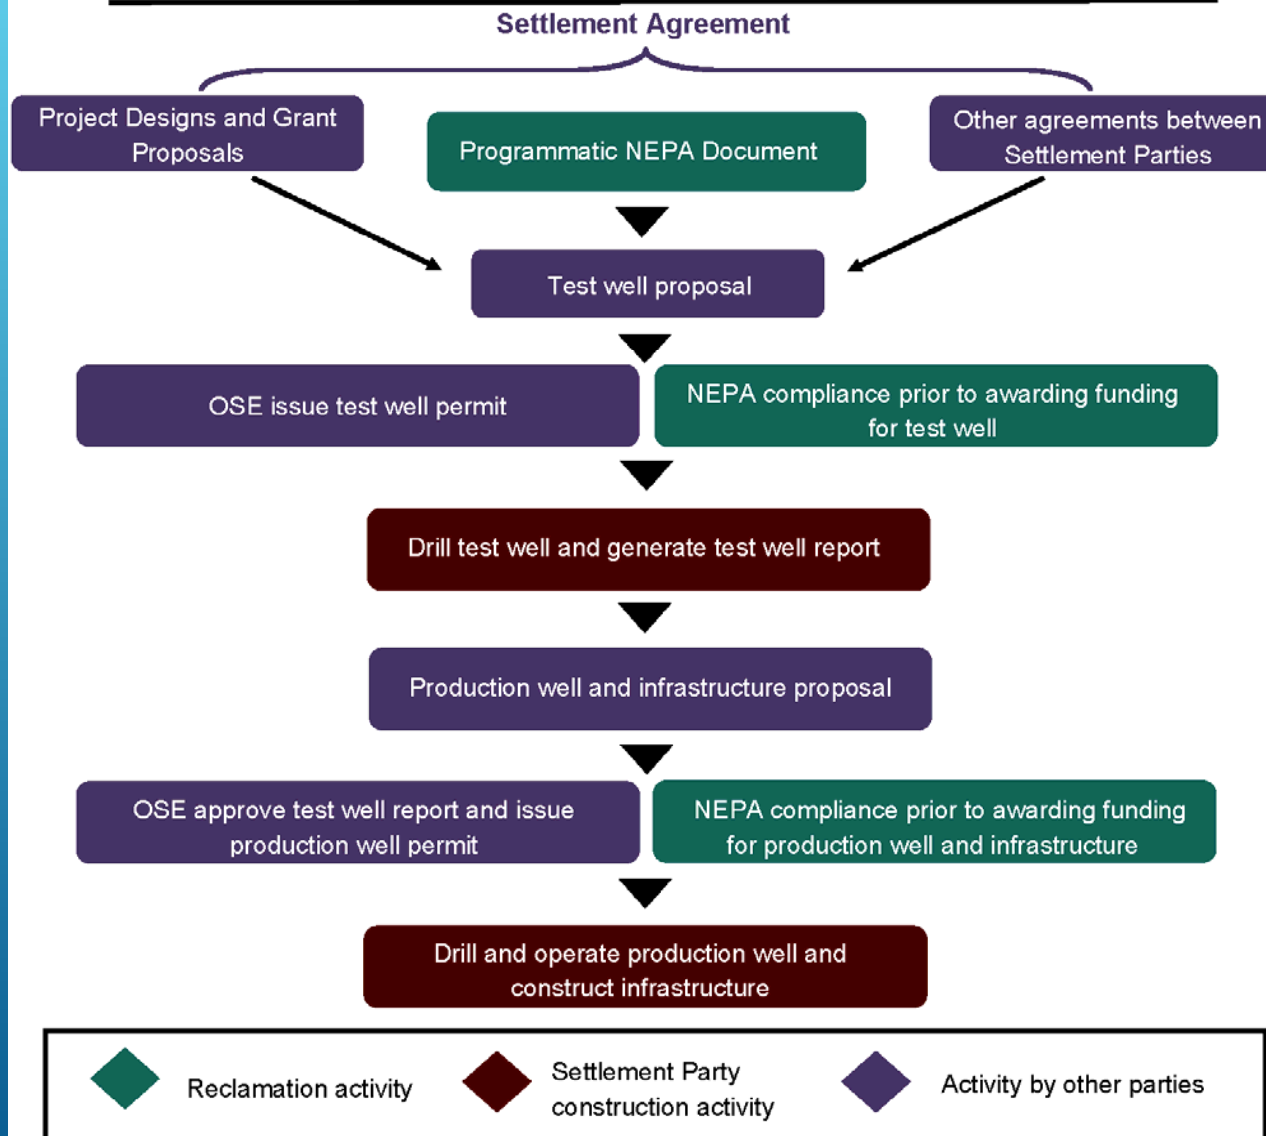 Settlement Agreement
Project Designs and Grant
Proposals
Programmatic NEPA Document
Other agreements between
Settlement Parties
Test well proposal
OSE issue test well permit
NEPA compliance prior to awarding funding
for test well
Drill test well and generate test well report
Production well and infrastructure proposal
OSE approve test well report and issue
production well permit
NEPA compliance prior to awarding funding
for production well and infrastructure
Drill and operate production well and
construct infrastructure
Reclamation activity
Settlement Party
construction activity
Activity by other parties